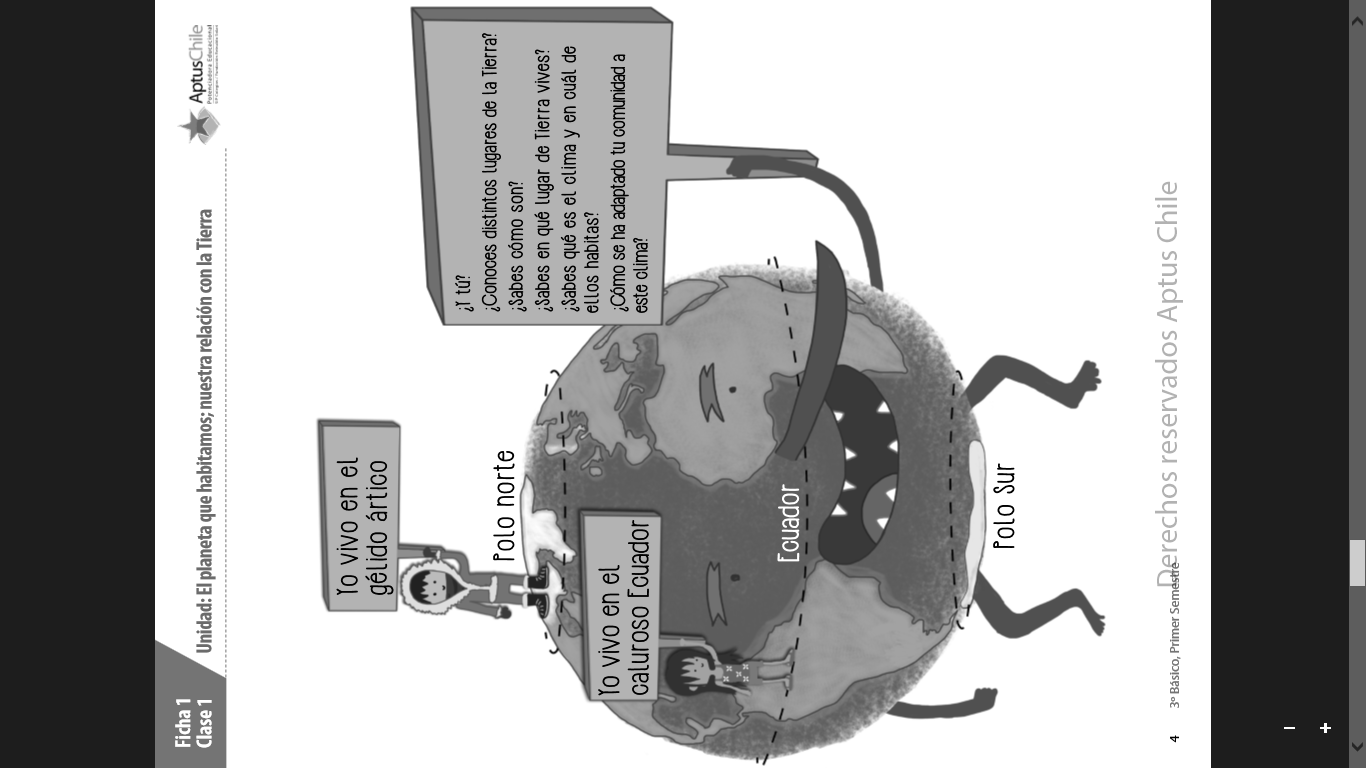 Ficha 1
Clase 1
Unidad: El planeta que habitamos; nuestra relación con la Tierra
AptusChile
Potenciadora Educacional
Yo vivo en el
gélido ártico
¿Y tú?
¿Conoces distintos lugares de la Tierra?
¿Sabes cómo son?
¿Sabes en qué lugar de Tierra vives?
¿Sabes qué es el clima y en cuál de
ellos habitas?
¿Cómo se ha adaptado tu comunidad a
este clima?
Polo norte
Yo vivo en el
caluroso Ecuador
Ecuador
Polo Sur
4
3º Básico, Primer Semestre
Derechos reservados Aptus Chile